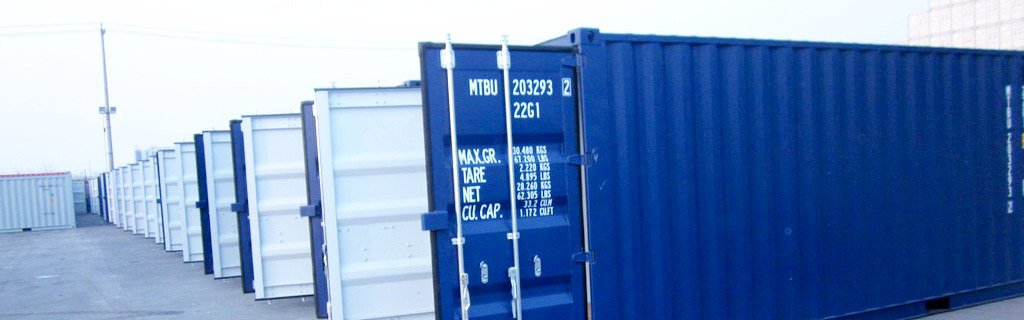 MTBU 203293 2
22G1
MAX.GR. 30.480 KGS
67.200 LBS
TARE 2.220 KGS
4.895 LBS
NET 28.260 KGS
62.305 LBS
CU.CAP. 33.2 CU.M
1.172 CU.FT